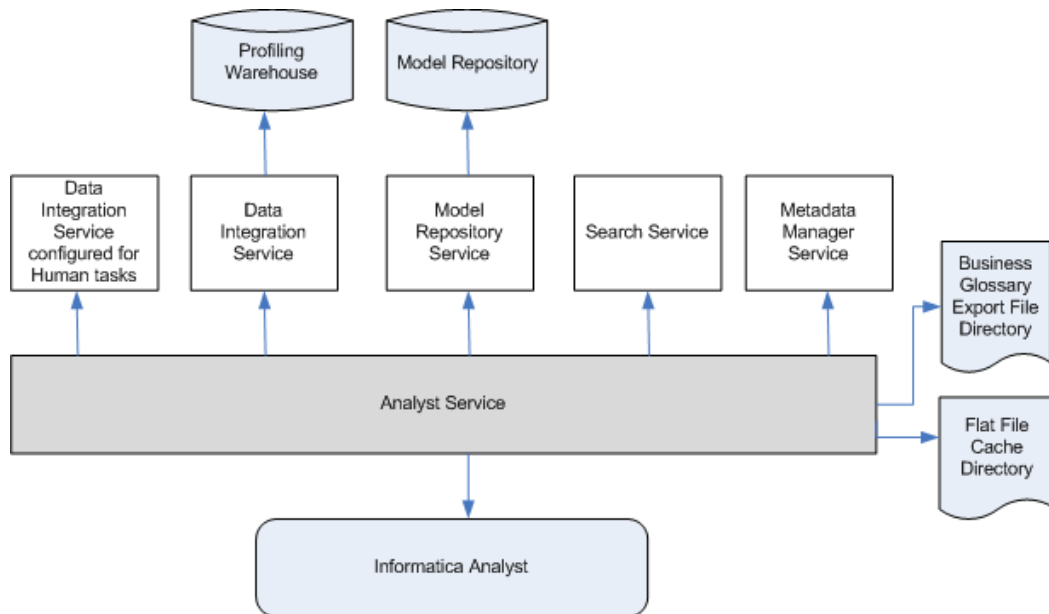 Profiling
Warehouse
Model Repository
Data
Integration
Service
configured for
Human tasks
Data
Integration
Service
Model
Repository
Service
Search Service
Metadada
Manager
Service
Business
Glossary
Export File
Directory
Analyst Service
Flat File
Cache
Directory
Informatica Analyst